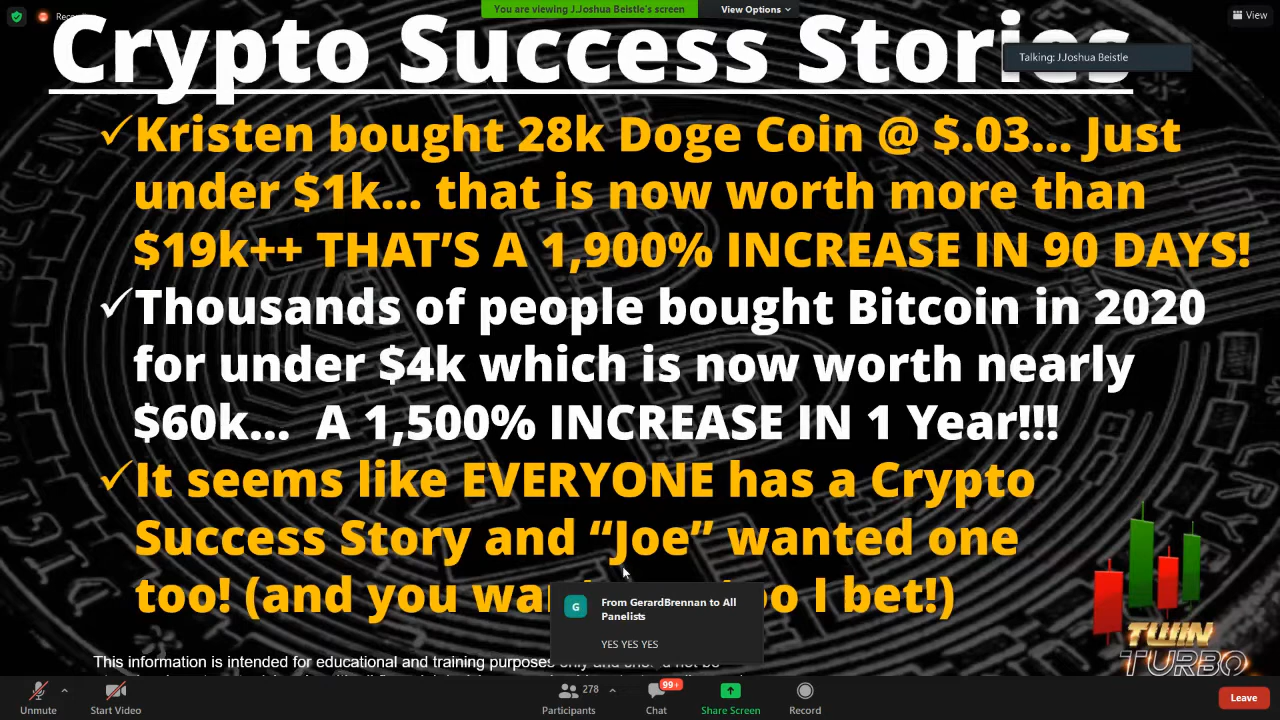 You are viewing J.Joshua Beistle's screen
View Options
View
Crypto Success Stories
Talking: J.Joshua Beistle
✓Kristen bought 28k Doge Coin @ $.03... Just
under $1k... that is now worth more than
$19k++ THAT'S A 1,900% INCREASE IN 90 DAYS!
✓Thousands of people bought Bitcoin in 2020
for under $4k which is now worth nearly
$60k... A 1,500% INCREASE IN 1 Year!!!
✓It seems like EVERYONE has a Crypto
Success Story and “Joe” wanted one
too! (and you I bet!)
G
From GerardBrennan to All
Panelists
YES YES YES
TWIN
TURBO
This information is intended for educational and training purposes only and not be
Unmute
Start Video
Participants
278
Chat
99+
Share Screen
Record
Leave